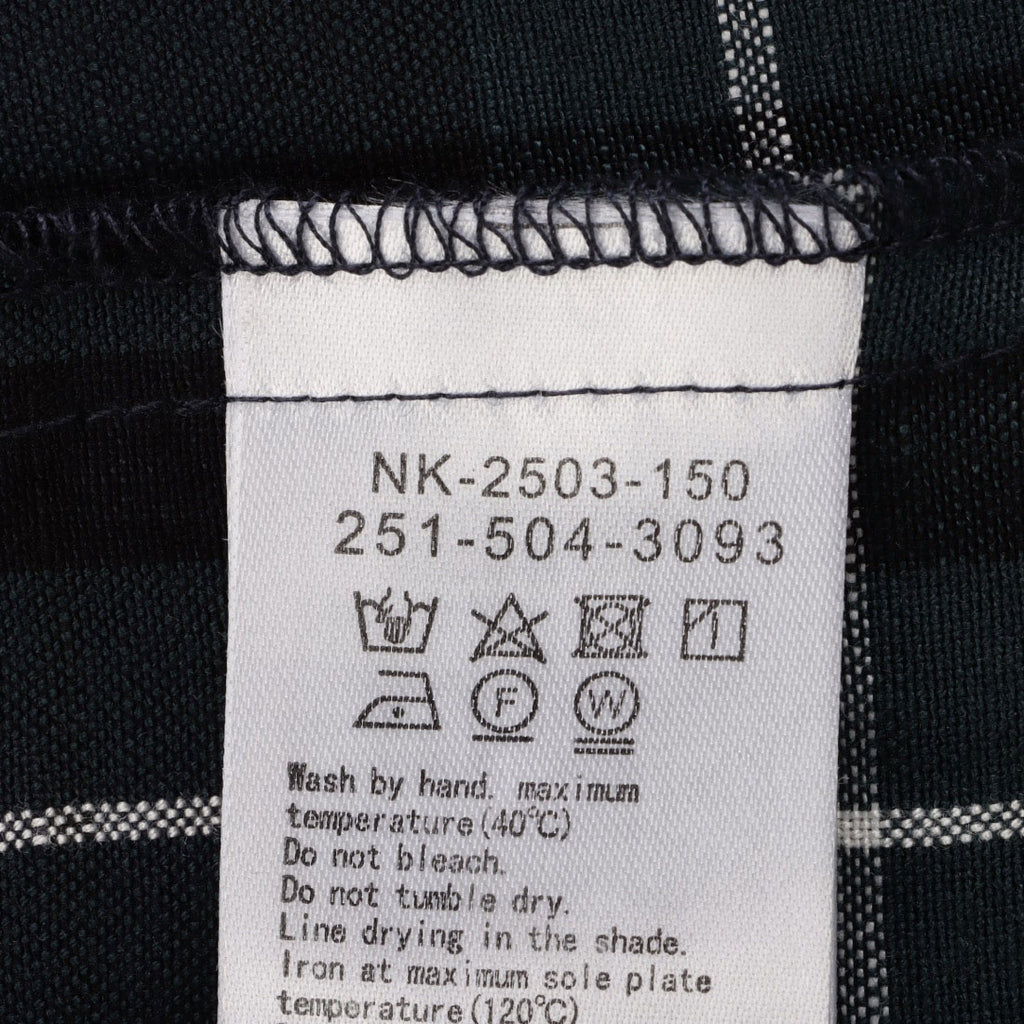 NK-2503-150
251-504-3093
F W
Wash by hand. maximum
temperature(40℃)
Do not bleach.
Do not tumble dry.
Line drying in the shade.
Iron at maximum sole plate
temperature(120℃)